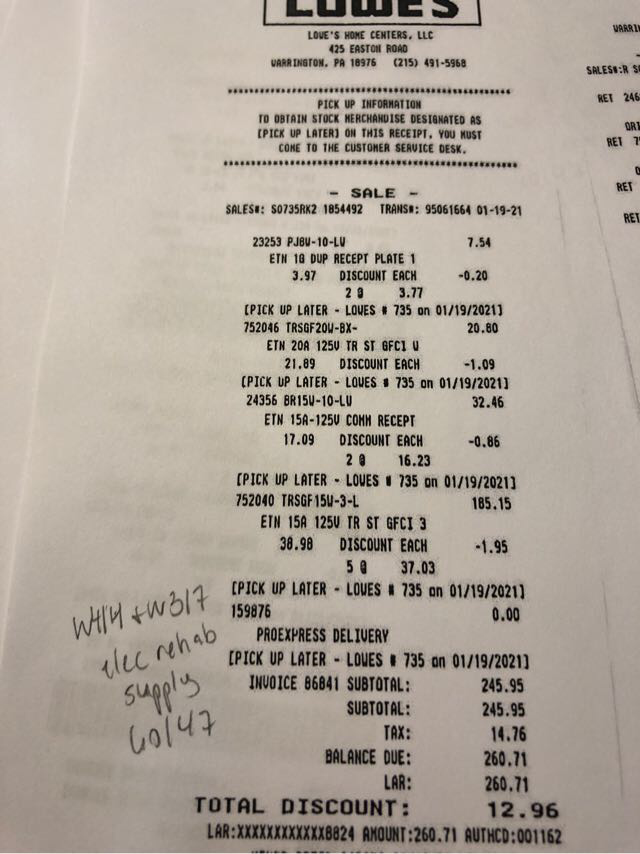 LOWES
LOWE'S HOME CENTERS, LLC
425 EASTON ROAD
WARRINGTON, PA 18976 (215) 491-5968
PICK UP INFORMATION
TO OBTAIN STOCK MERCHANDISE DESIGNATED AS
[PICK UP LATER] ON THIS RECEIPT, YOU MUST
COME TO THE CUSTOMER SERVICE DESK.
- SALE -
SALES#: S0735RK2 1854492 TRANS#: 95061664 01-19-21
23253 PJ8W-10-LW 7.54
ETN 1G DUP RECEPT PLATE 1
3.97 DISCOUNT EACH -0.20
2 @ 3.77
[PICK UP LATER - LOWES # 735 on 01/19/2021]
752046 TRSGF20W-BX- 20.80
ETN 20A 125V TR ST GFCI W
21.89 DISCOUNT EACH -1.09
[PICK UP LATER - LOWES # 735 on 01/19/2021]
24356 BR15W-10-LW 32.46
ETN 15A-125V COMM RECEPT
17.09 DISCOUNT EACH -0.86
2 @ 16.23
[PICK UP LATER - LOWES # 735 on 01/19/2021]
752040 TRSGF15W-3-L 185.15
ETN 15A 125V TR ST GFCI 3
38.98 DISCOUNT EACH -1.95
5 @ 37.03
[PICK UP LATER - LOWES # 735 on 01/19/2021]
159876 0.00
PROEXPRESS DELIVERY
[PICK UP LATER - LOWES # 735 on 01/19/2021]
INVOICE 86841 SUBTOTAL: 245.95
SUBTOTAL: 245.95
TAX: 14.76
BALANCE DUE: 260.71
LAR: 260.71
TOTAL DISCOUNT: 12.96
LAR:XXXXXXXXXXXX8824 AMOUNT:260.71 AUTHCD:001162
W414 + W317
elec rehab
supply
60147
SALES#:R
RET 246
RET
RET
RET